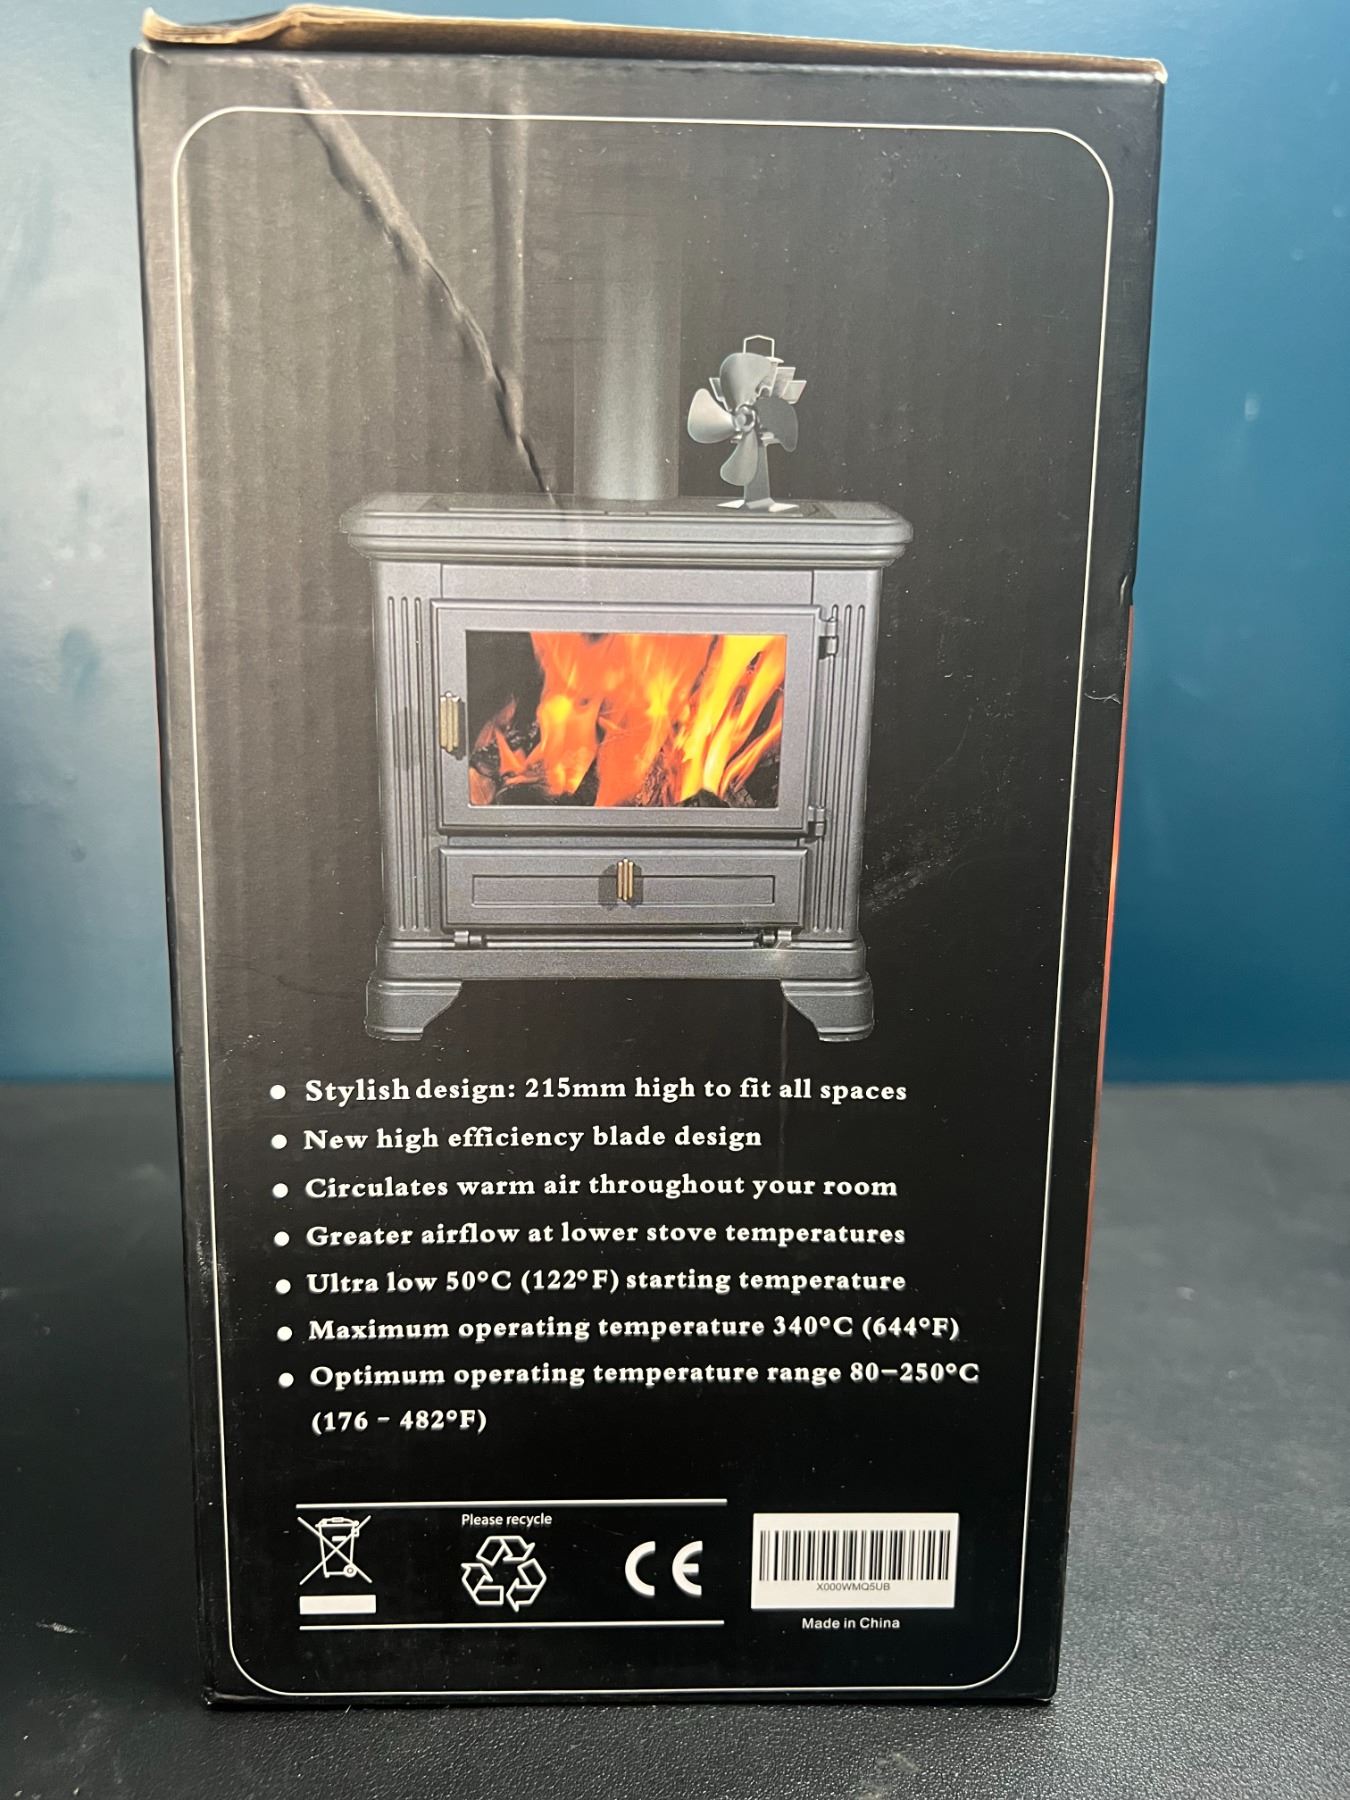 • Stylish design: 215mm high to fit all spaces
• New high efficiency blade design
• Circulates warm air throughout your room
• Greater airflow at lower stove temperatures
• Ultra low 50°C (122°F) starting temperature
• Maximum operating temperature 340°C (644°F)
• Optimum operating temperature range 80–250°C
(176 - 482°F)
Please recycle
CE
X000WMQ5UB
Made in China